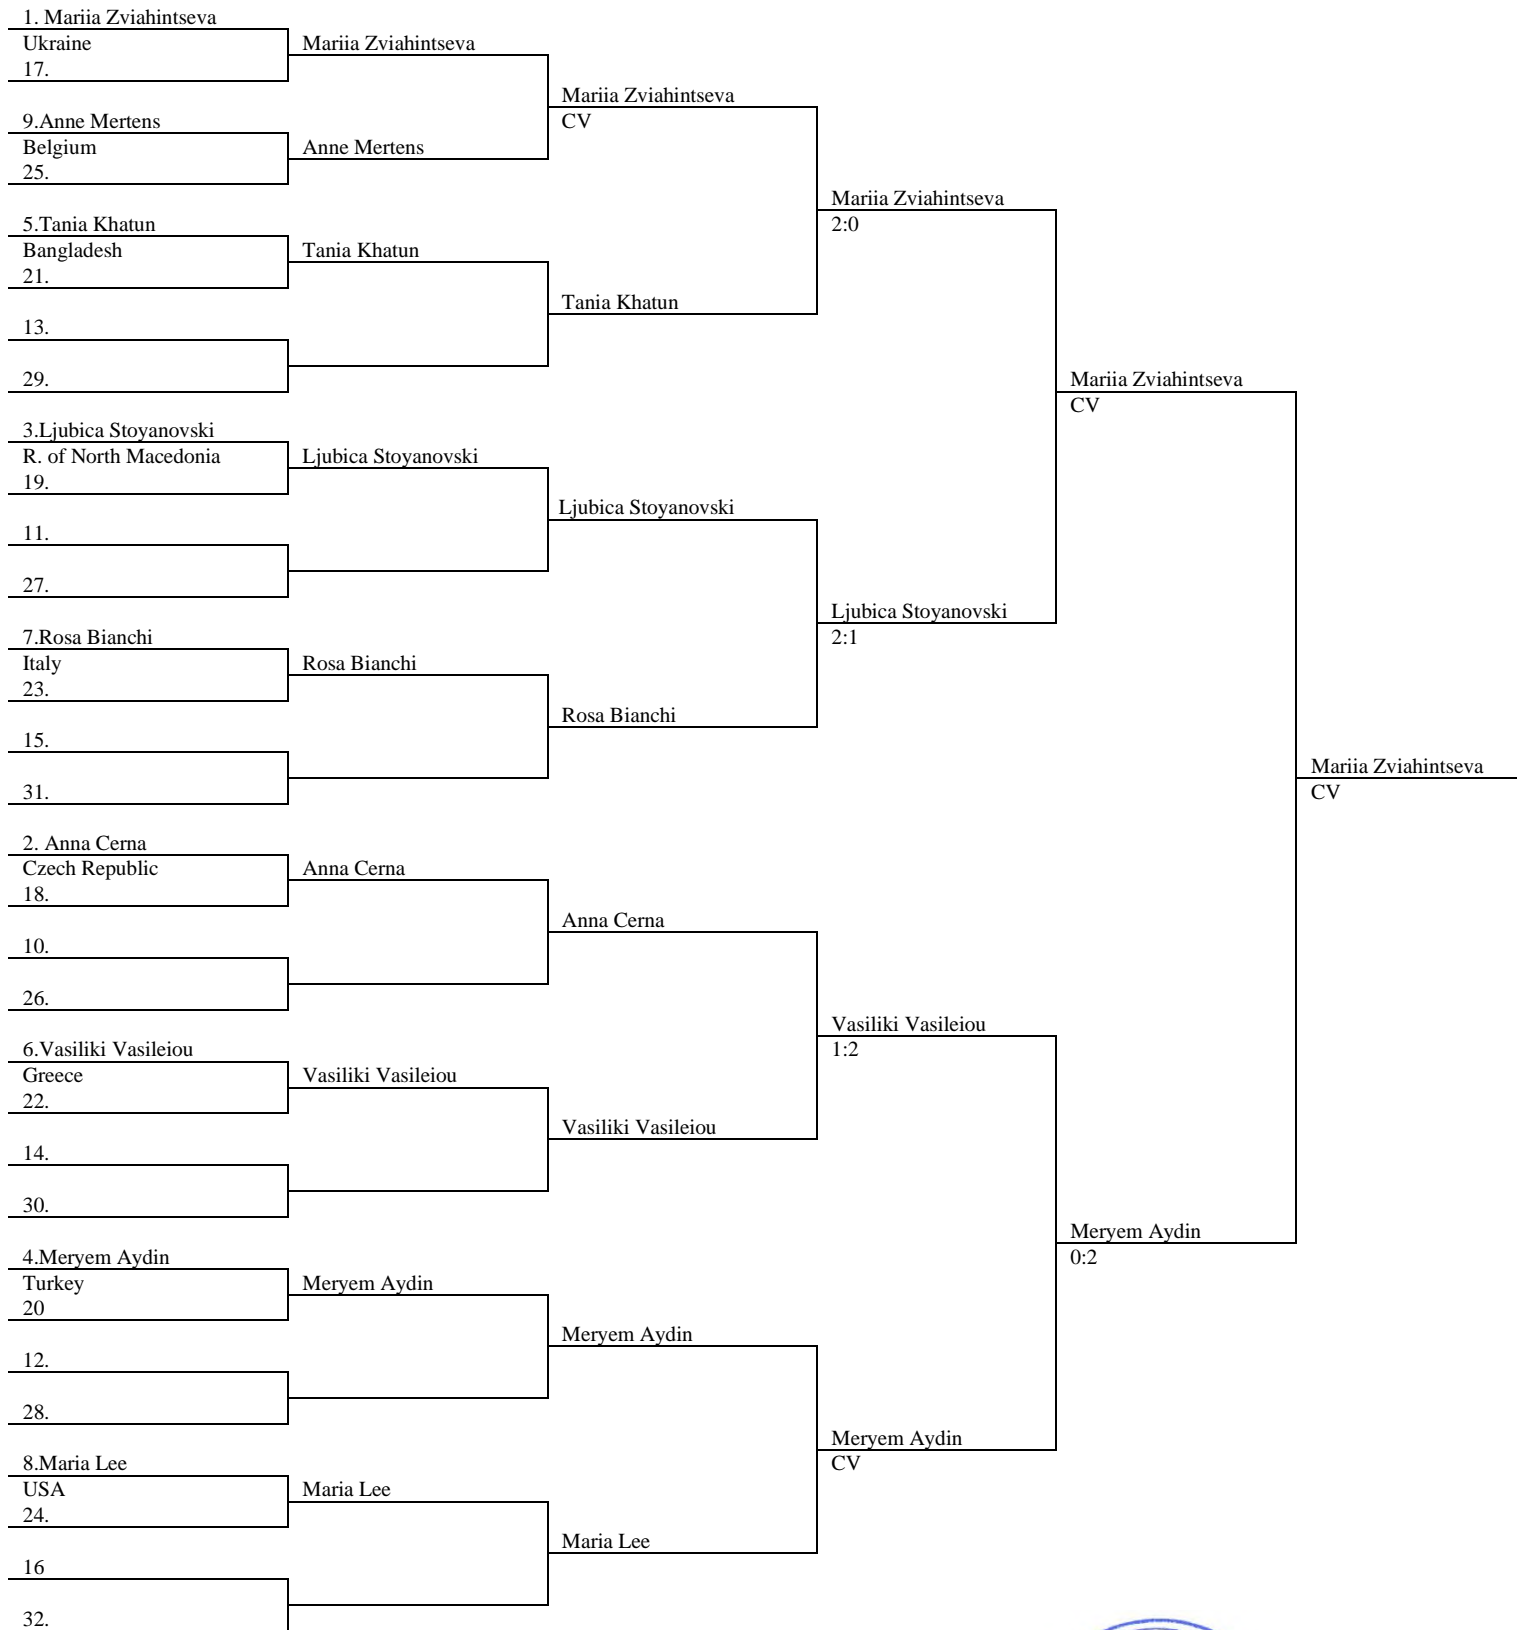 1. Mariia Zviahintseva
Ukraine
17.
9.Anne Mertens
Belgium
25.
5.Tania Khatun
Bangladesh
21.
13.
29.
3.Ljubica Stoyanovski
R. of North Macedonia
19.
11.
27.
7.Rosa Bianchi
Italy
23.
15.
31.
2. Anna Cerna
Czech Republic
18.
10.
26.
6.Vasiliki Vasileiou
Greece
22.
14.
30.
4.Meryem Aydin
Turkey
20
12.
28.
8.Maria Lee
USA
24.
16
32.
Mariia Zviahintseva
Anne Mertens
Tania Khatun
Ljubica Stoyanovski
Rosa Bianchi
Anna Cerna
Vasiliki Vasileiou
Meryem Aydin
Maria Lee
Mariia Zviahintseva
CV
Tania Khatun
Ljubica Stoyanovski
Rosa Bianchi
Anna Cerna
Vasiliki Vasileiou
Meryem Aydin
Maria Lee
Mariia Zviahintseva
2:0
Ljubica Stoyanovski
2:1
Vasiliki Vasileiou
1:2
Meryem Aydin
CV
Mariia Zviahintseva
CV
Meryem Aydin
0:2
Mariia Zviahintseva
CV